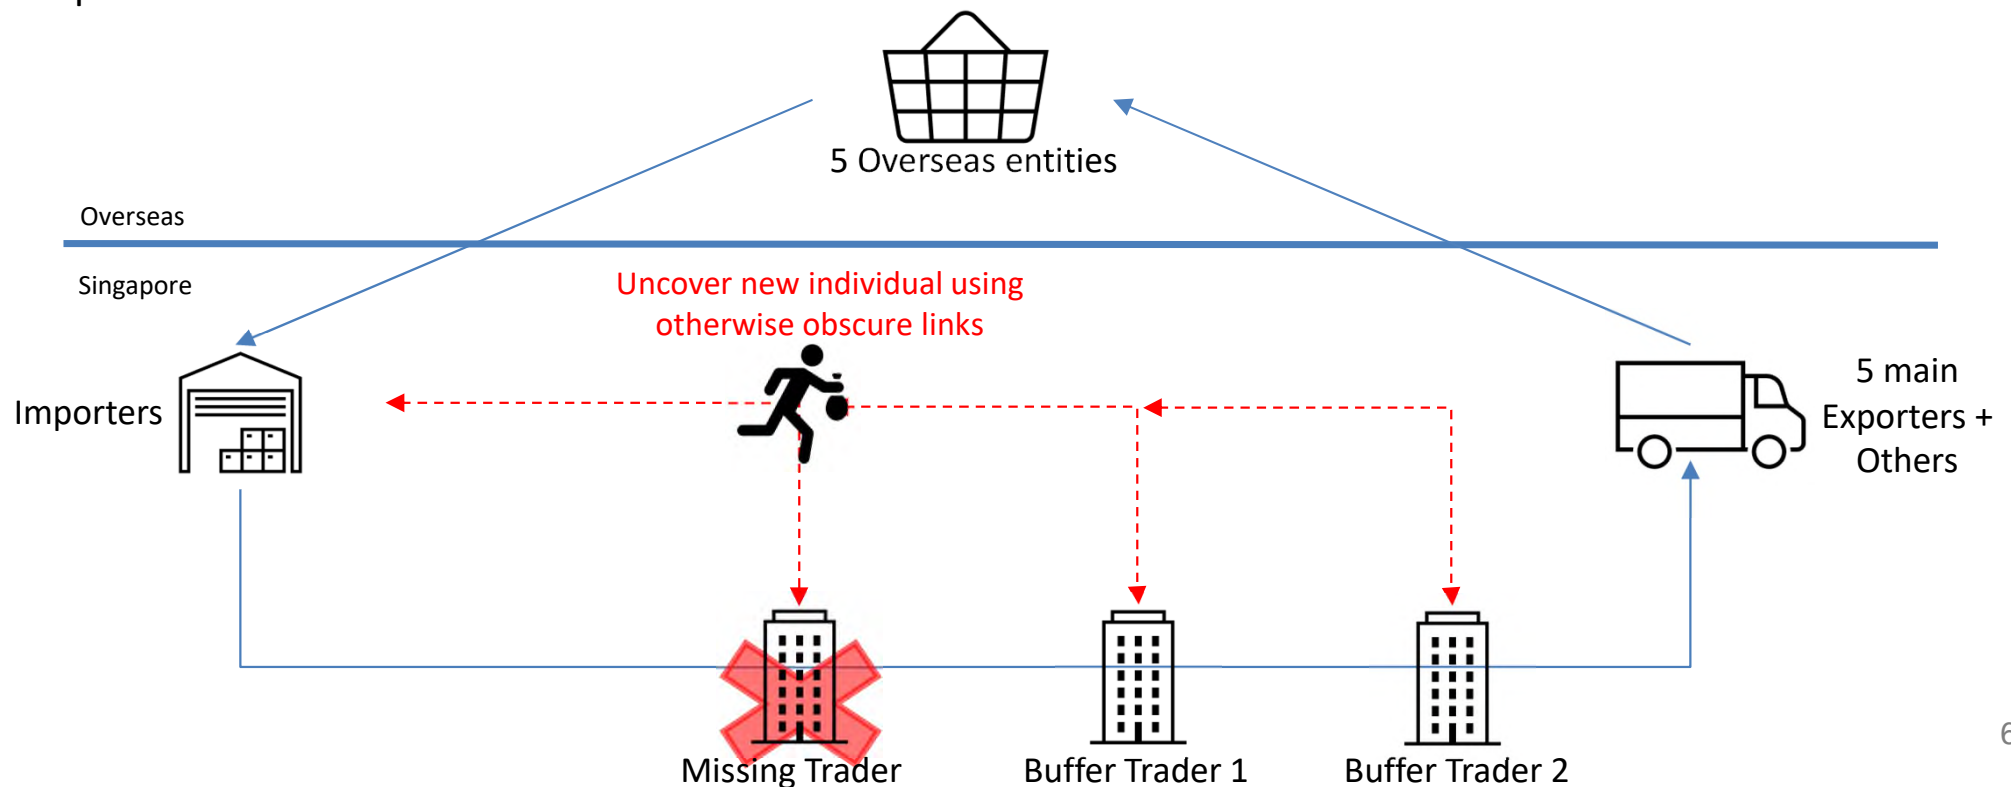 5 Overseas entities
Overseas
Singapore
Uncover new individual using
otherwise obscure links
Importers
5 main
Exporters +
Others
Missing Trader
Buffer Trader 1
Buffer Trader 2
6